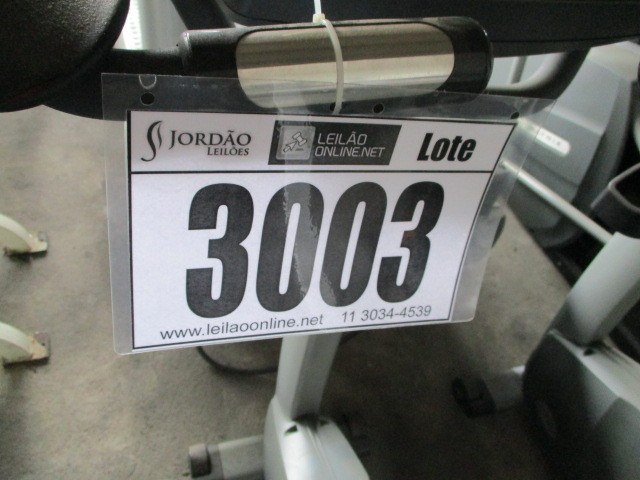 JORDÃO
LEILÕES
LEILÃO
ONLINE.NET
Lote
3003
www.leilaoonline.net 11 3034-4539